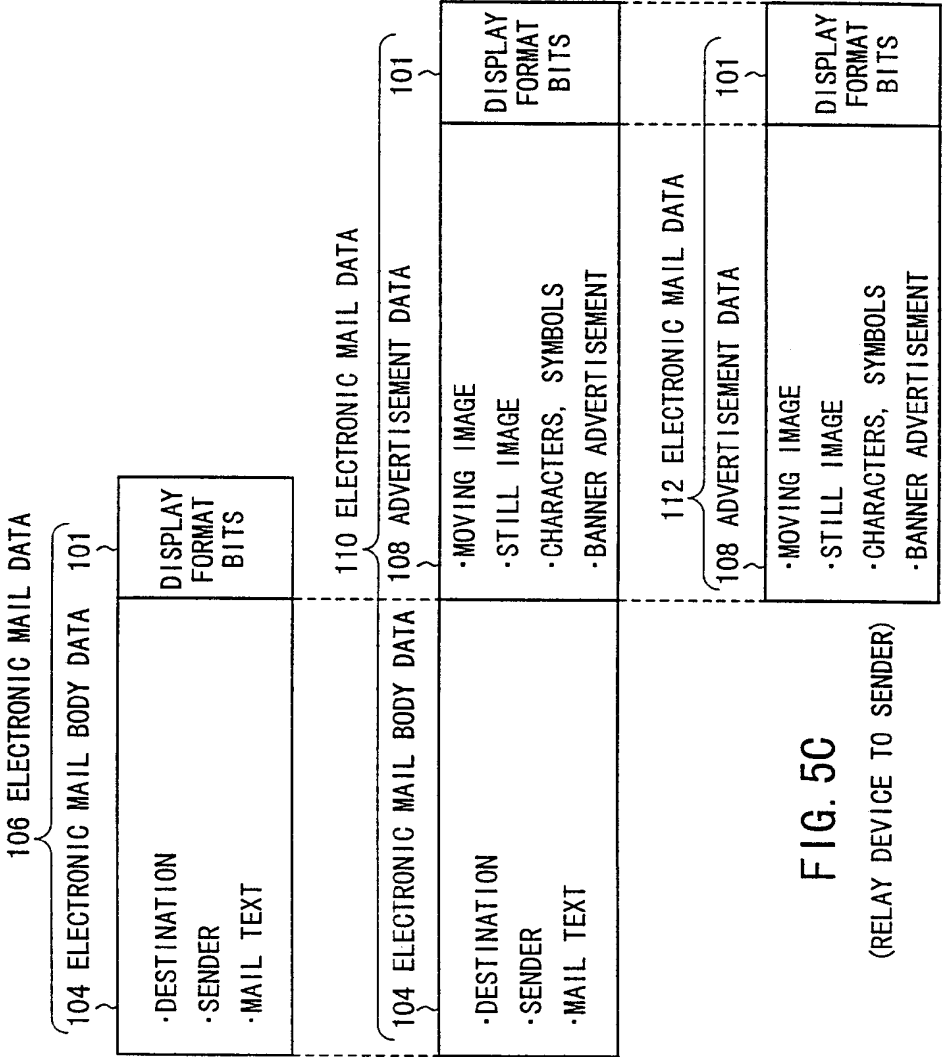 106 ELECTRONIC MAIL DATA
104 ELECTRONIC MAIL BODY DATA
101
·DESTINATION
·SENDER
·MAIL TEXT
DISPLAY
FORMAT
BITS
110 ELECTRONIC MAIL DATA
104 ELECTRONIC MAIL BODY DATA
108 ADVERTISEMENT DATA
101
·DESTINATION
·SENDER
·MAIL TEXT
·MOVING IMAGE
·STILL IMAGE
·CHARACTERS, SYMBOLS
·BANNER ADVERTISEMENT
DISPLAY
FORMAT
BITS
112 ELECTRONIC MAIL DATA
108 ADVERTISEMENT DATA
101
·MOVING IMAGE
·STILL IMAGE
·CHARACTERS, SYMBOLS
·BANNER ADVERTISEMENT
DISPLAY
FORMAT
BITS
FIG. 5C
(RELAY DEVICE TO SENDER)